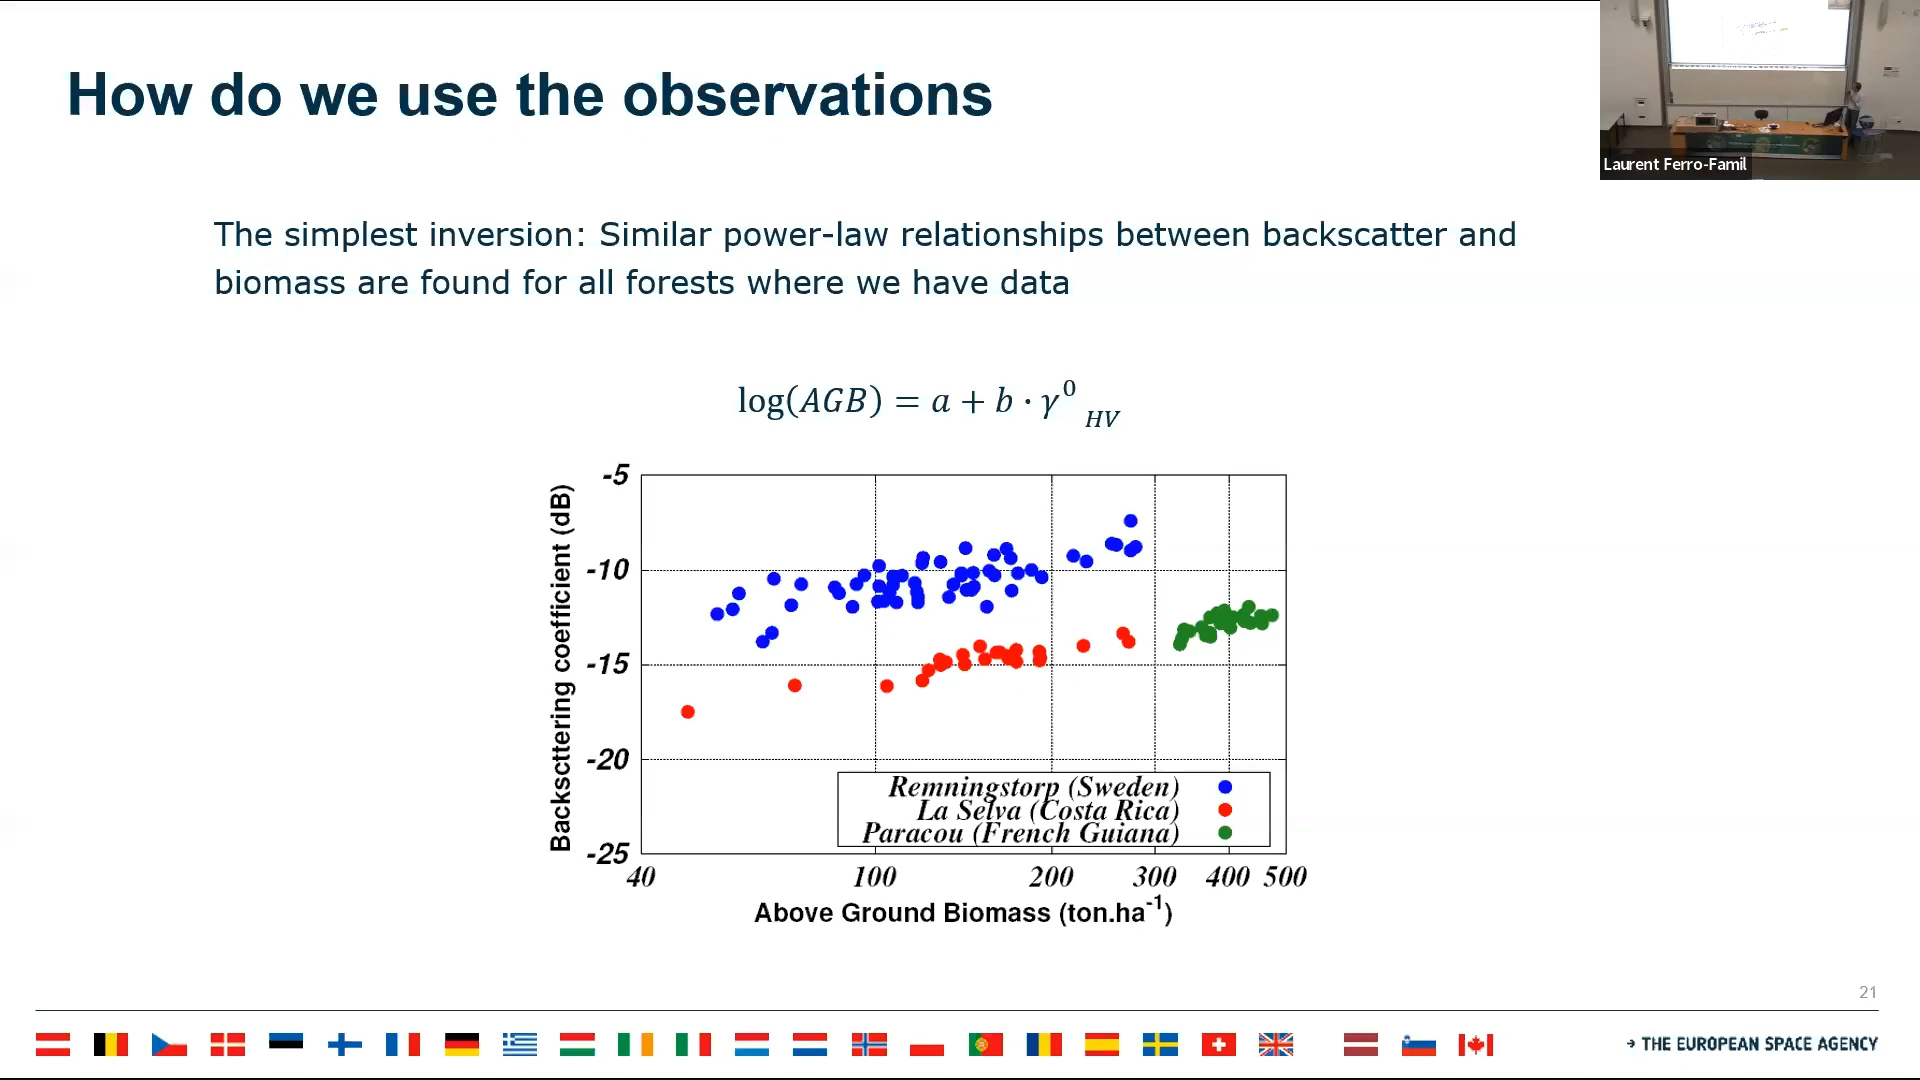 How do we use the observations
Laurent Ferro-Famil
The simplest inversion: Similar power-law relationships between backscatter and
biomass are found for all forests where we have data
log(AGB) = a + b · γ⁰ HV
-5
-10
-15
-20
-25
Backscttering coefficient (dB)
Remningstorp (Sweden)
La Selva (Costa Rica)
Paracou (French Guiana)
40 100 200 300 400 500
Above Ground Biomass (ton.ha⁻¹)
21
→ THE EUROPEAN SPACE AGENCY